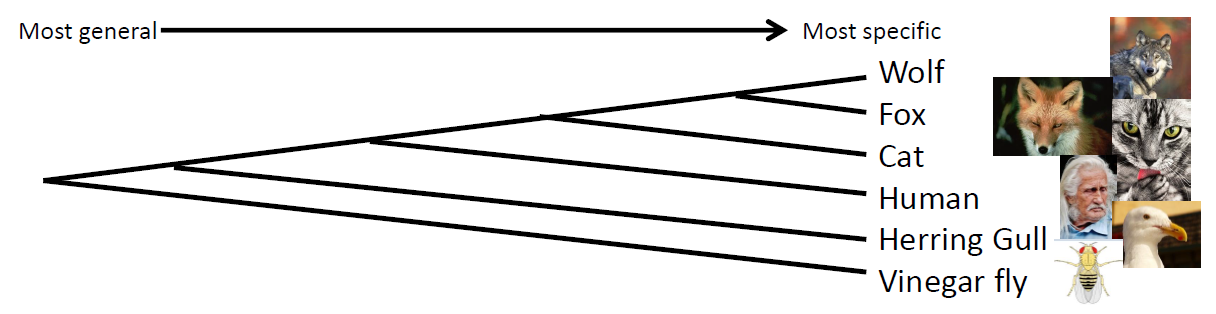 Most general
Most specific
Wolf
Fox
Cat
Human
Herring Gull
Vinegar fly